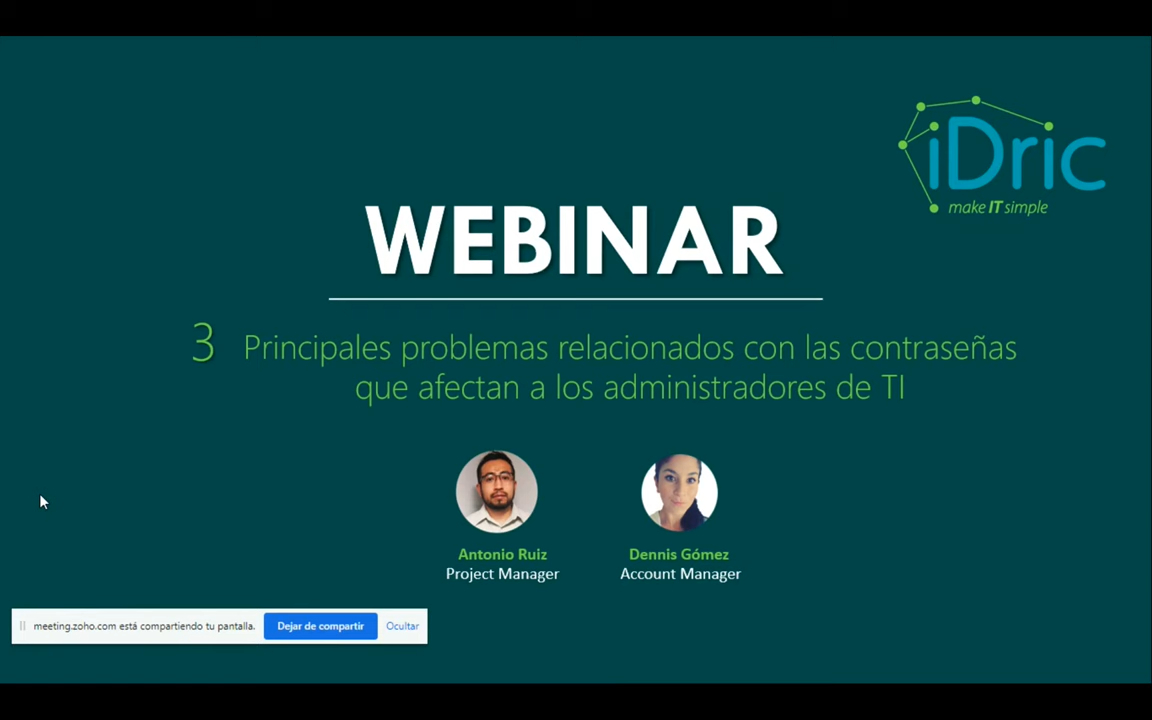 iDric
make IT simple
WEBINAR
3 Principales problemas relacionados con las contraseñas
que afectan a los administradores de TI
Antonio Ruiz
Project Manager
Dennis Gómez
Account Manager
meeting.zoho.com está compartiendo tu pantalla.
Dejar de compartir
Ocultar